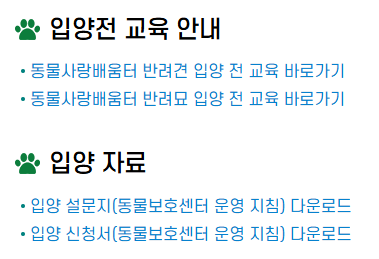 입양전 교육 안내
• 동물사랑배움터 반려견 입양 전 교육 바로가기
• 동물사랑배움터 반려묘 입양 전 교육 바로가기
입양 자료
• 입양 설문지(동물보호센터 운영 지침) 다운로드
• 입양 신청서(동물보호센터 운영 지침) 다운로드